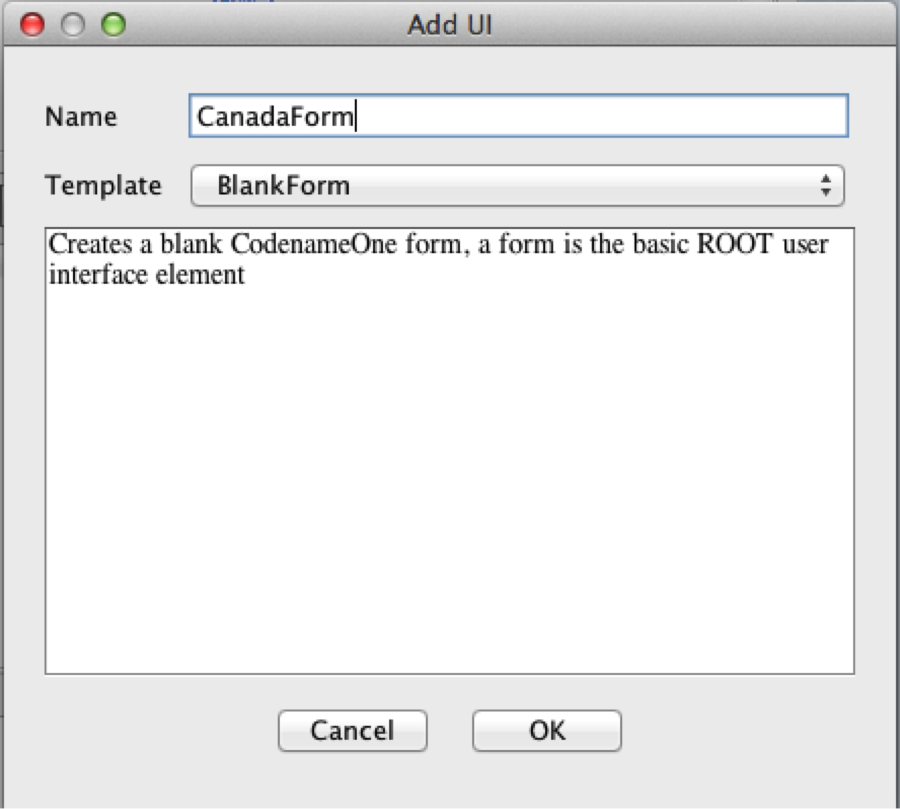 Add UI
Name
CanadaForm
Template
BlankForm
Creates a blank CodenameOne form, a form is the basic ROOT user
interface element
Cancel
OK